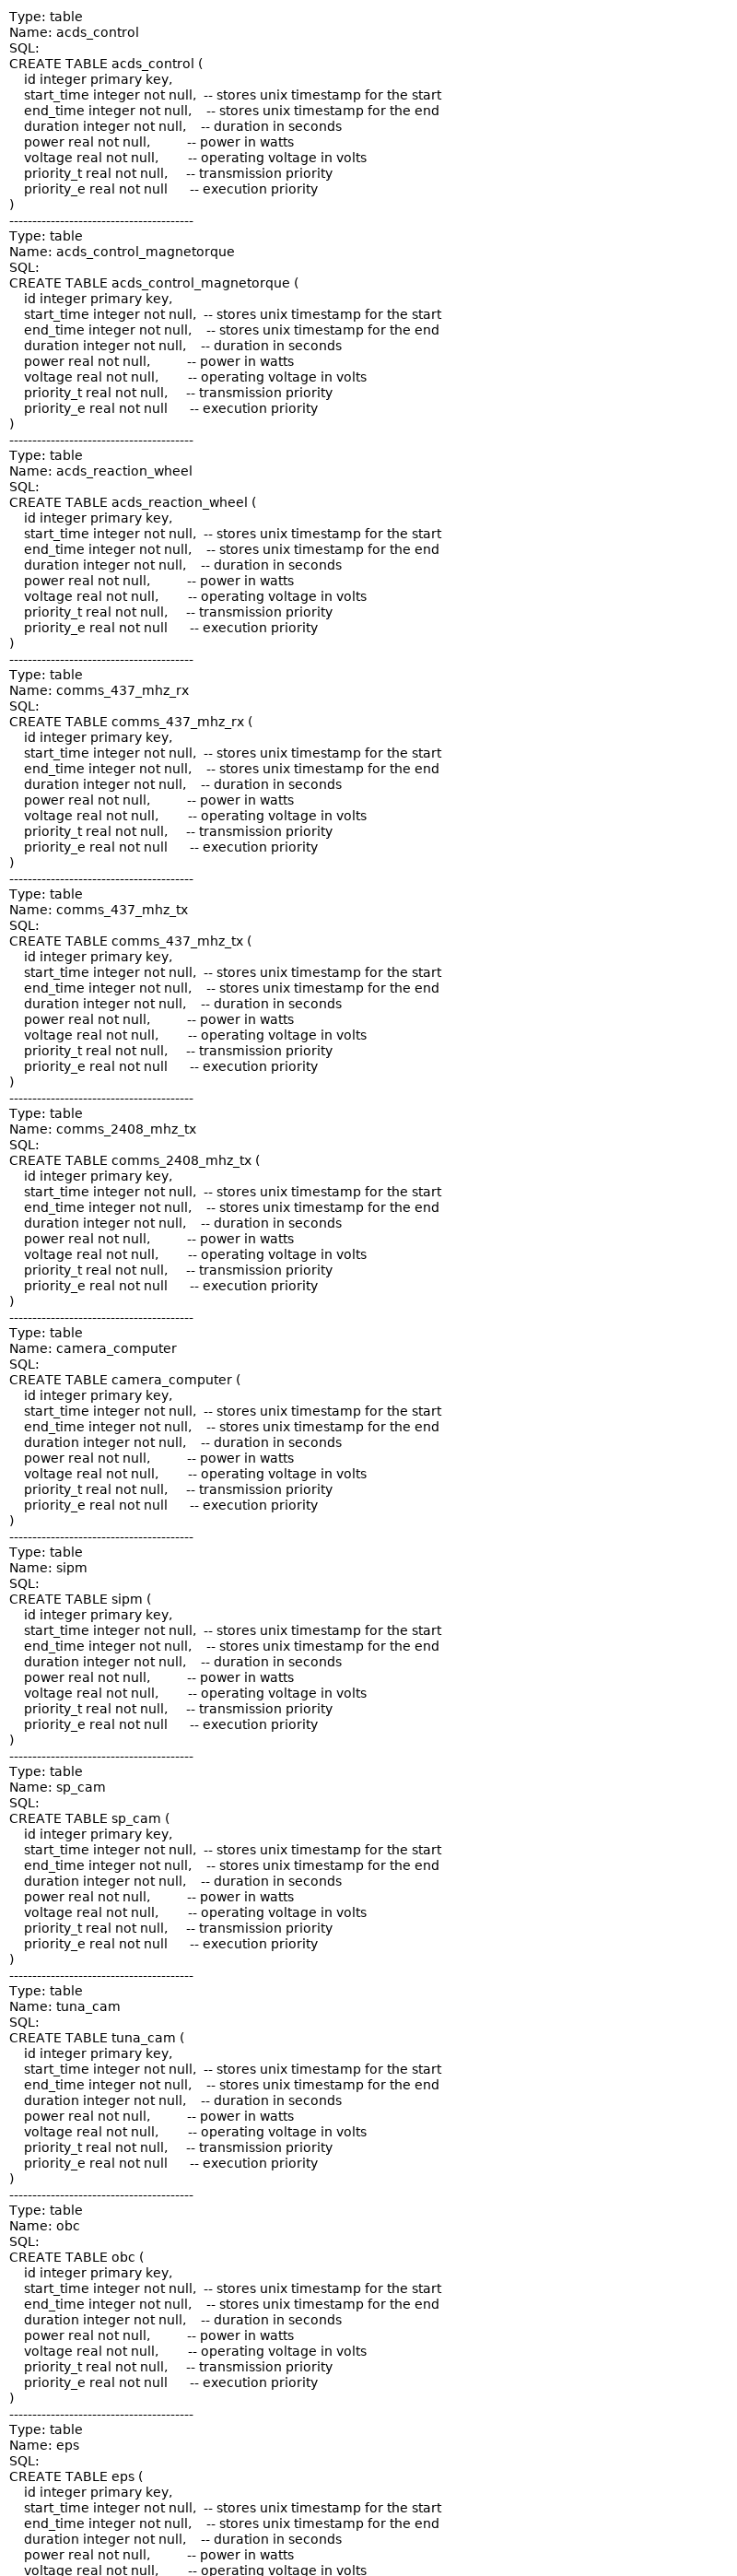 Type: table
Name: acds_control
SQL:
CREATE TABLE acds_control (
    id integer primary key,
    start_time integer not null,  -- stores unix timestamp for the start
    end_time integer not null,    -- stores unix timestamp for the end
    duration integer not null,    -- duration in seconds
    power real not null,          -- power in watts
    voltage real not null,        -- operating voltage in volts
    priority_t real not null,     -- transmission priority
    priority_e real not null      -- execution priority
)
----------------------------------------
Type: table
Name: acds_control_magnetorque
SQL:
CREATE TABLE acds_control_magnetorque (
    id integer primary key,
    start_time integer not null,  -- stores unix timestamp for the start
    end_time integer not null,    -- stores unix timestamp for the end
    duration integer not null,    -- duration in seconds
    power real not null,          -- power in watts
    voltage real not null,        -- operating voltage in volts
    priority_t real not null,     -- transmission priority
    priority_e real not null      -- execution priority
)
----------------------------------------
Type: table
Name: acds_reaction_wheel
SQL:
CREATE TABLE acds_reaction_wheel (
    id integer primary key,
    start_time integer not null,  -- stores unix timestamp for the start
    end_time integer not null,    -- stores unix timestamp for the end
    duration integer not null,    -- duration in seconds
    power real not null,          -- power in watts
    voltage real not null,        -- operating voltage in volts
    priority_t real not null,     -- transmission priority
    priority_e real not null      -- execution priority
)
----------------------------------------
Type: table
Name: comms_437_mhz_rx
SQL:
CREATE TABLE comms_437_mhz_rx (
    id integer primary key,
    start_time integer not null,  -- stores unix timestamp for the start
    end_time integer not null,    -- stores unix timestamp for the end
    duration integer not null,    -- duration in seconds
    power real not null,          -- power in watts
    voltage real not null,        -- operating voltage in volts
    priority_t real not null,     -- transmission priority
    priority_e real not null      -- execution priority
)
----------------------------------------
Type: table
Name: comms_437_mhz_tx
SQL:
CREATE TABLE comms_437_mhz_tx (
    id integer primary key,
    start_time integer not null,  -- stores unix timestamp for the start
    end_time integer not null,    -- stores unix timestamp for the end
    duration integer not null,    -- duration in seconds
    power real not null,          -- power in watts
    voltage real not null,        -- operating voltage in volts
    priority_t real not null,     -- transmission priority
    priority_e real not null      -- execution priority
)
----------------------------------------
Type: table
Name: comms_2408_mhz_tx
SQL:
CREATE TABLE comms_2408_mhz_tx (
    id integer primary key,
    start_time integer not null,  -- stores unix timestamp for the start
    end_time integer not null,    -- stores unix timestamp for the end
    duration integer not null,    -- duration in seconds
    power real not null,          -- power in watts
    voltage real not null,        -- operating voltage in volts
    priority_t real not null,     -- transmission priority
    priority_e real not null      -- execution priority
)
----------------------------------------
Type: table
Name: camera_computer
SQL:
CREATE TABLE camera_computer (
    id integer primary key,
    start_time integer not null,  -- stores unix timestamp for the start
    end_time integer not null,    -- stores unix timestamp for the end
    duration integer not null,    -- duration in seconds
    power real not null,          -- power in watts
    voltage real not null,        -- operating voltage in volts
    priority_t real not null,     -- transmission priority
    priority_e real not null      -- execution priority
)
----------------------------------------
Type: table
Name: sipm
SQL:
CREATE TABLE sipm (
    id integer primary key,
    start_time integer not null,  -- stores unix timestamp for the start
    end_time integer not null,    -- stores unix timestamp for the end
    duration integer not null,    -- duration in seconds
    power real not null,          -- power in watts
    voltage real not null,        -- operating voltage in volts
    priority_t real not null,     -- transmission priority
    priority_e real not null      -- execution priority
)
----------------------------------------
Type: table
Name: sp_cam
SQL:
CREATE TABLE sp_cam (
    id integer primary key,
    start_time integer not null,  -- stores unix timestamp for the start
    end_time integer not null,    -- stores unix timestamp for the end
    duration integer not null,    -- duration in seconds
    power real not null,          -- power in watts
    voltage real not null,        -- operating voltage in volts
    priority_t real not null,     -- transmission priority
    priority_e real not null      -- execution priority
)
----------------------------------------
Type: table
Name: tuna_cam
SQL:
CREATE TABLE tuna_cam (
    id integer primary key,
    start_time integer not null,  -- stores unix timestamp for the start
    end_time integer not null,    -- stores unix timestamp for the end
    duration integer not null,    -- duration in seconds
    power real not null,          -- power in watts
    voltage real not null,        -- operating voltage in volts
    priority_t real not null,     -- transmission priority
    priority_e real not null      -- execution priority
)
----------------------------------------
Type: table
Name: obc
SQL:
CREATE TABLE obc (
    id integer primary key,
    start_time integer not null,  -- stores unix timestamp for the start
    end_time integer not null,    -- stores unix timestamp for the end
    duration integer not null,    -- duration in seconds
    power real not null,          -- power in watts
    voltage real not null,        -- operating voltage in volts
    priority_t real not null,     -- transmission priority
    priority_e real not null      -- execution priority
)
----------------------------------------
Type: table
Name: eps
SQL:
CREATE TABLE eps (
    id integer primary key,
    start_time integer not null,  -- stores unix timestamp for the start
    end_time integer not null,    -- stores unix timestamp for the end
    duration integer not null,    -- duration in seconds
    power real not null,          -- power in watts
    voltage real not null,        -- operating voltage in volts